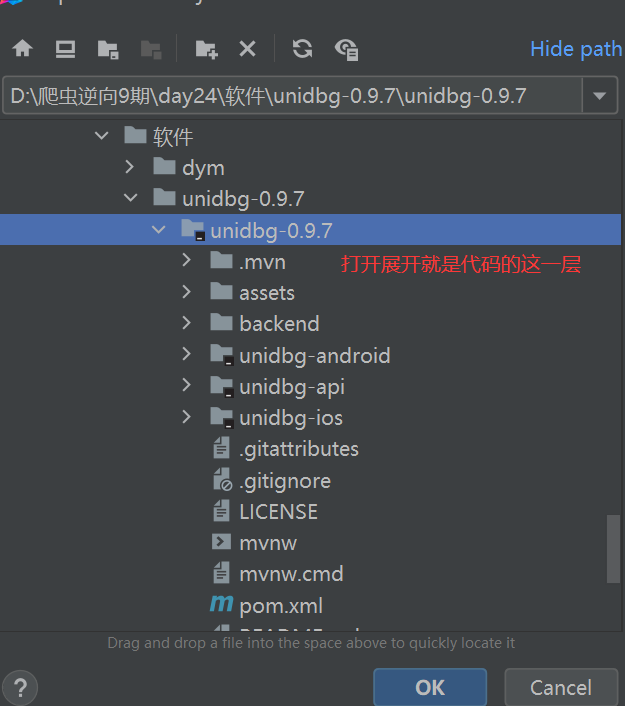 Hide path
D:\爬虫逆向9期\day24\软件\unidbg-0.9.7\unidbg-0.9.7
软件
dym
unidbg-0.9.7
unidbg-0.9.7
.mvn 打开展开就是代码的这一层
assets
backend
unidbg-android
unidbg-api
unidbg-ios
.gitattributes
.gitignore
LICENSE
mvnw
mvnw.cmd
pom.xml
Drag and drop a file into the space above to quickly locate it
? OK Cancel